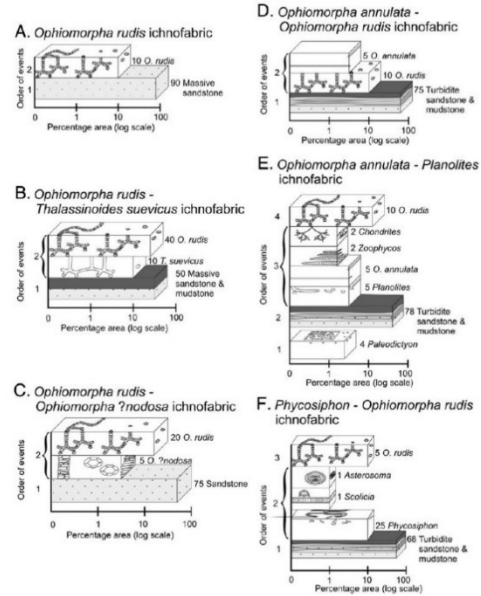 A. Ophiomorpha rudis ichnofabric
Order of events
2
1
10 O. rudis
90 Massive
sandstone
0 1 10 100
Percentage area (log scale)
B. Ophiomorpha rudis -
Thalassinoides suevicus ichnofabric
Order of events
2
1
40 O. rudis
10 T. suevicus
50 Massive
sandstone &
mudstone
0 1 10 100
Percentage area (log scale)
C. Ophiomorpha rudis -
Ophiomorpha ?nodosa ichnofabric
Order of events
2
1
20 O. rudis
5 O. ?nodosa
75 Sandstone
0 1 10 100
Percentage area (log scale)
D. Ophiomorpha annulata -
Ophiomorpha rudis ichnofabric
Order of events
2
1
5 O. annulata
10 O. rudis
75 Turbidite
sandstone &
mudstone
0 1 10 100
Percentage area (log scale)
E. Ophiomorpha annulata - Planolites
ichnofabric
Order of events
4
3
2
1
10 O. rudis
2 Chondrites
2 Zoophycos
5 O. annulata
5 Planolites
78 Turbidite
sandstone &
mudstone
4 Paleodictyon
0 1 10 100
Percentage area (log scale)
F. Phycosiphon - Ophiomorpha rudis
ichnofabric
Order of events
3
2
1
5 O. rudis
1 Asterosoma
1 Scolicia
25 Phycosiphon
68 Turbidite
sandstone &
mudstone
0 1 10 100
Percentage area (log scale)